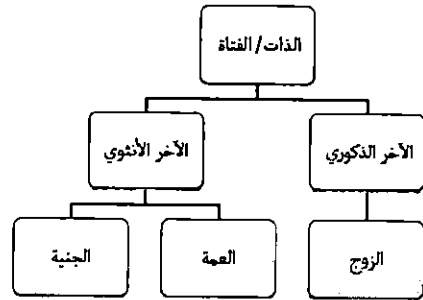 الذات/الفتاة
الآخر الذكوري
الآخر الأنثوي
الزوج
العمة
الجنية